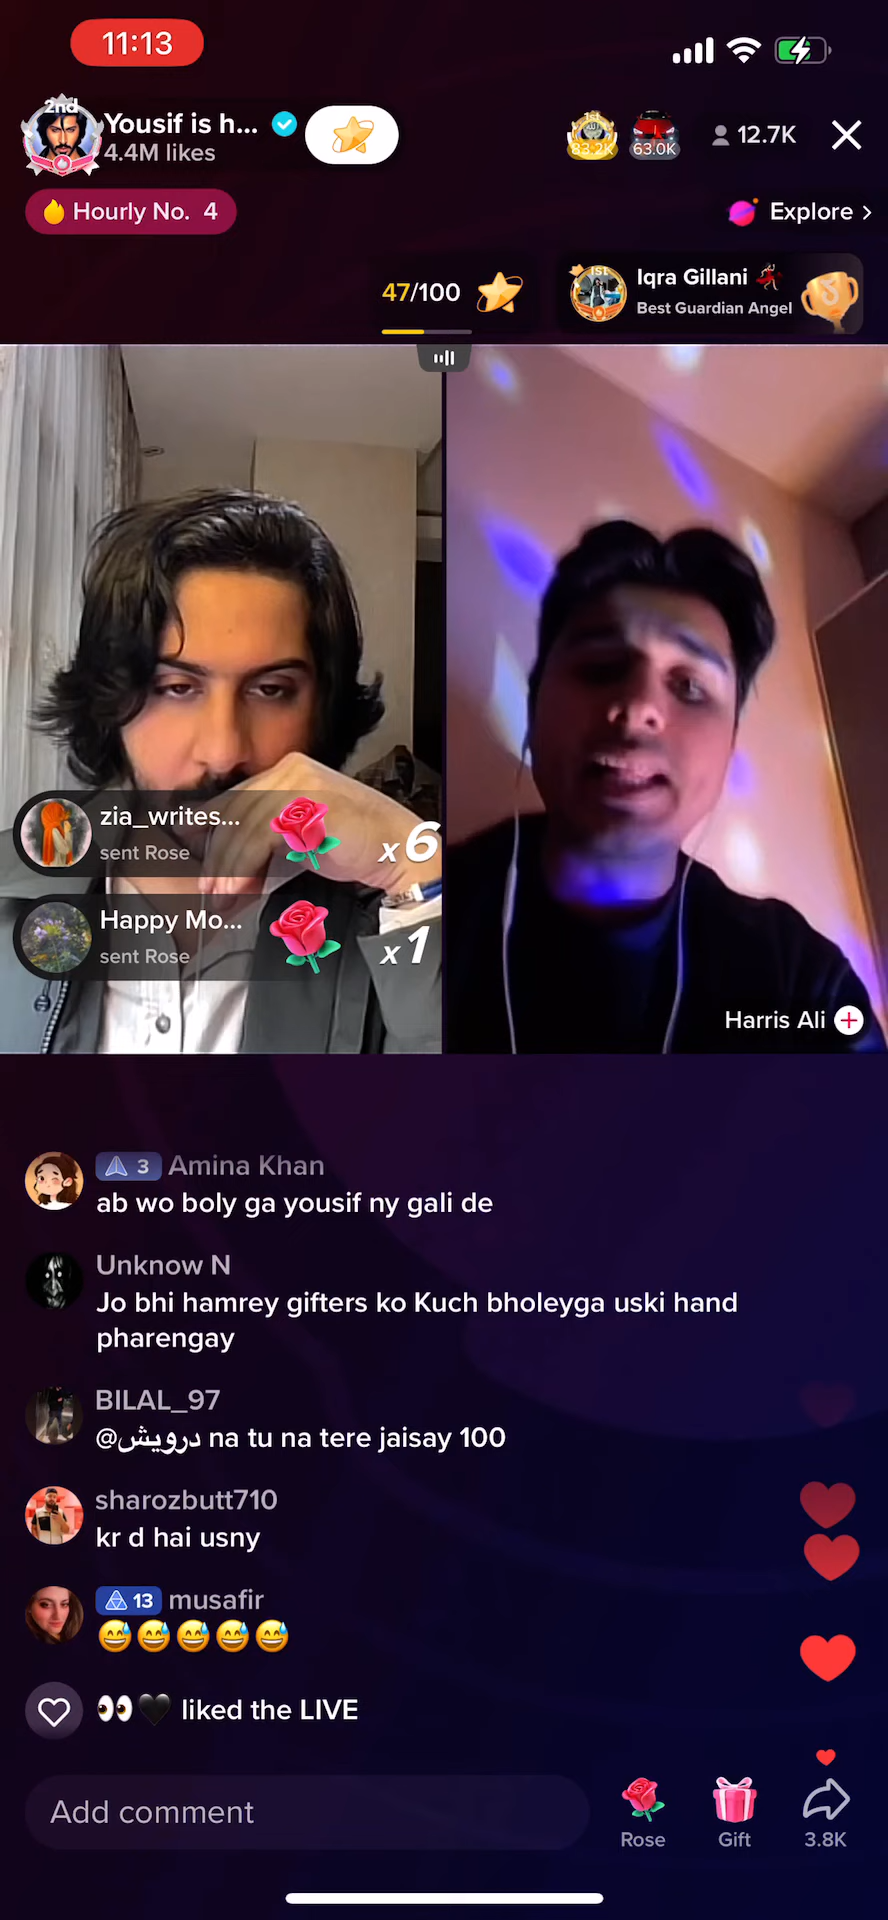 11:13
2nd
Yousif is h...
4.4M likes
1st
83.2K
63.0K
12.7K
Hourly No. 4
Explore >
47/100
1ST
Iqra Gillani 💃
Best Guardian Angel
zia_writes...
sent Rose
x6
Happy Mo...
sent Rose
x1
Harris Ali
3 Amina Khan
ab wo boly ga yousif ny gali de
Unknow N
Jo bhi hamrey gifters ko Kuch bholeyga uski hand
pharengay
BILAL_97
@درویش na tu na tere jaisay 100
sharozbutt710
kr d hai usny
13 musafir
😅😅😅😅😅
👀🖤 liked the LIVE
Add comment
Rose
Gift
3.8K